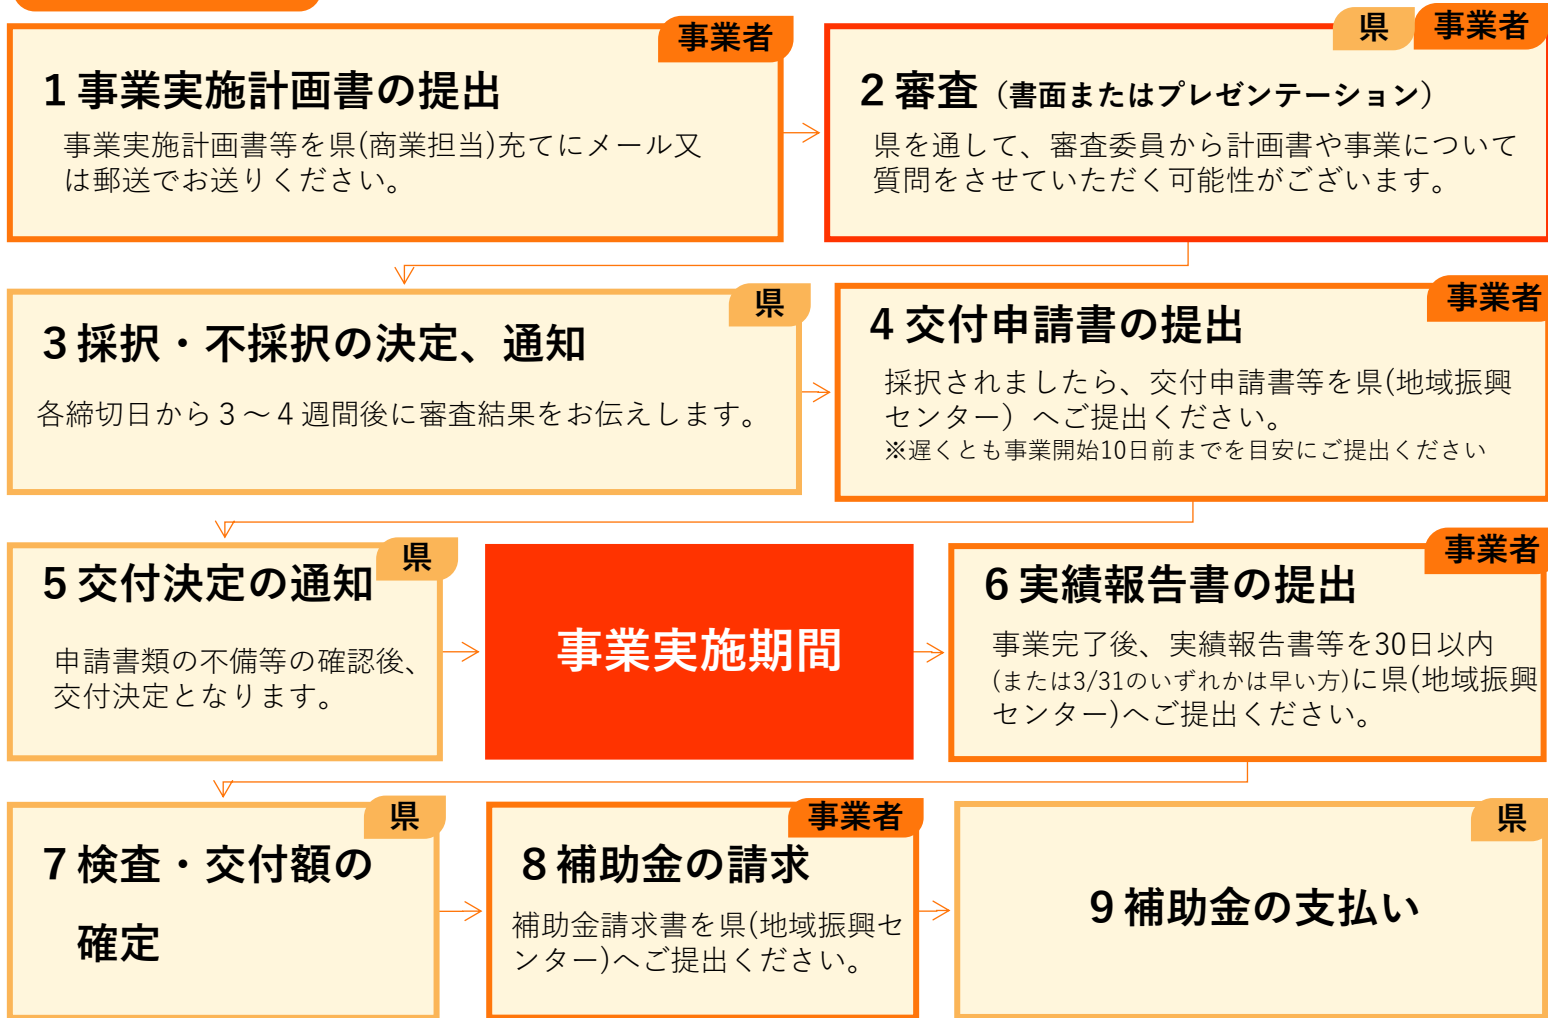 事業者
1 事業実施計画書の提出
事業実施計画書等を県(商業担当)充てにメール又
は郵送でお送りください。
県 事業者
2 審査（書面またはプレゼンテーション）
県を通して、審査委員から計画書や事業について
質問をさせていただく可能性がございます。
県
3 採択・不採択の決定、通知
各締切日から３～４週間後に審査結果をお伝えします。
事業者
4 交付申請書の提出
採択されましたら、交付申請書等を県(地域振興
センター）へご提出ください。
※遅くとも事業開始10日前までを目安にご提出ください
県
5 交付決定の通知
申請書類の不備等の確認後、
交付決定となります。
事業実施期間
事業者
6 実績報告書の提出
事業完了後、実績報告書等を30日以内
(または3/31のいずれかは早い方)に県(地域振興
センター)へご提出ください。
県
7 検査・交付額の
確定
事業者
8 補助金の請求
補助金請求書を県(地域振興セ
ンター)へご提出ください。
県
9 補助金の支払い